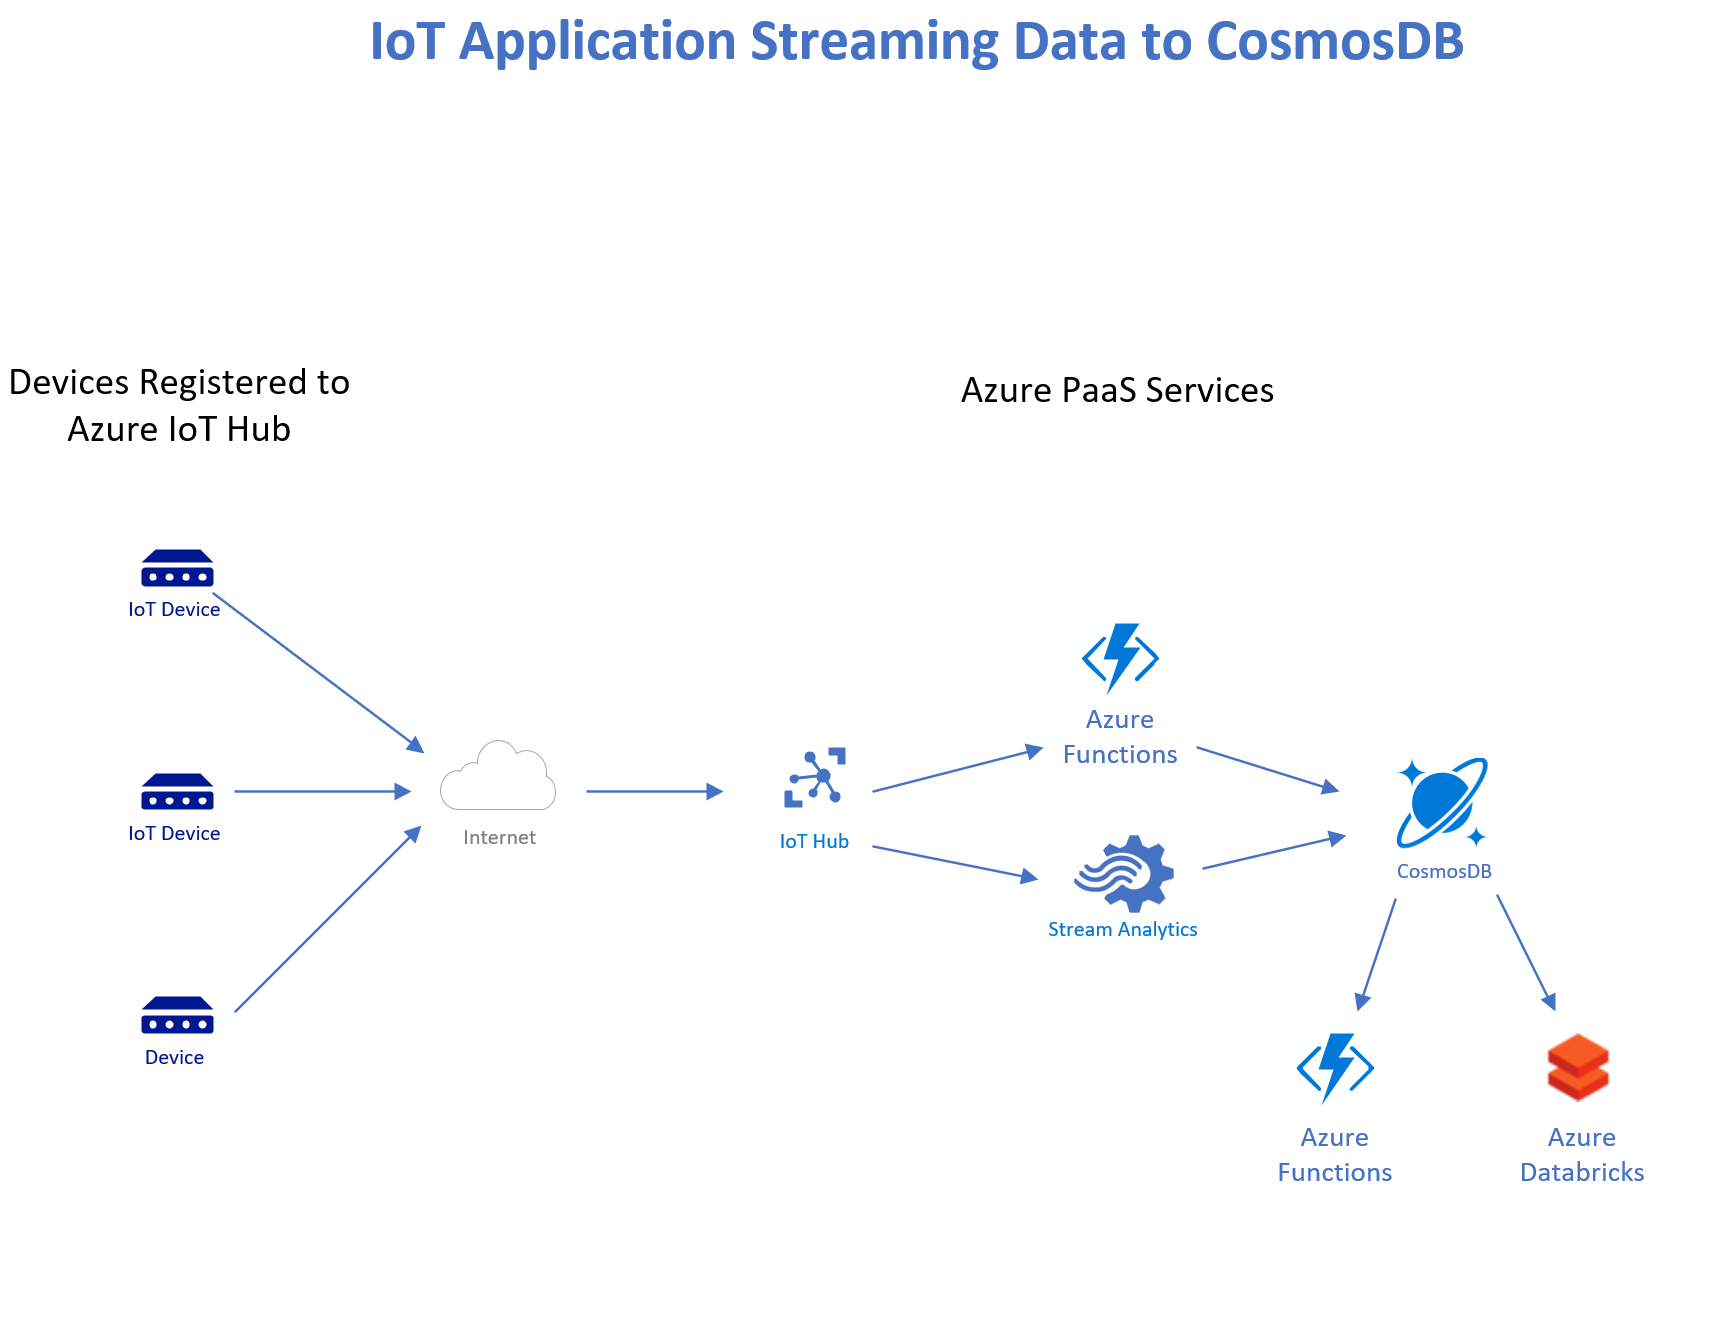 IoT Application Streaming Data to CosmosDB
Devices Registered to
Azure IoT Hub
Azure PaaS Services
IoT Device
IoT Device
Device
Internet
IoT Hub
Azure
Functions
Stream Analytics
CosmosDB
Azure
Functions
Azure
Databricks